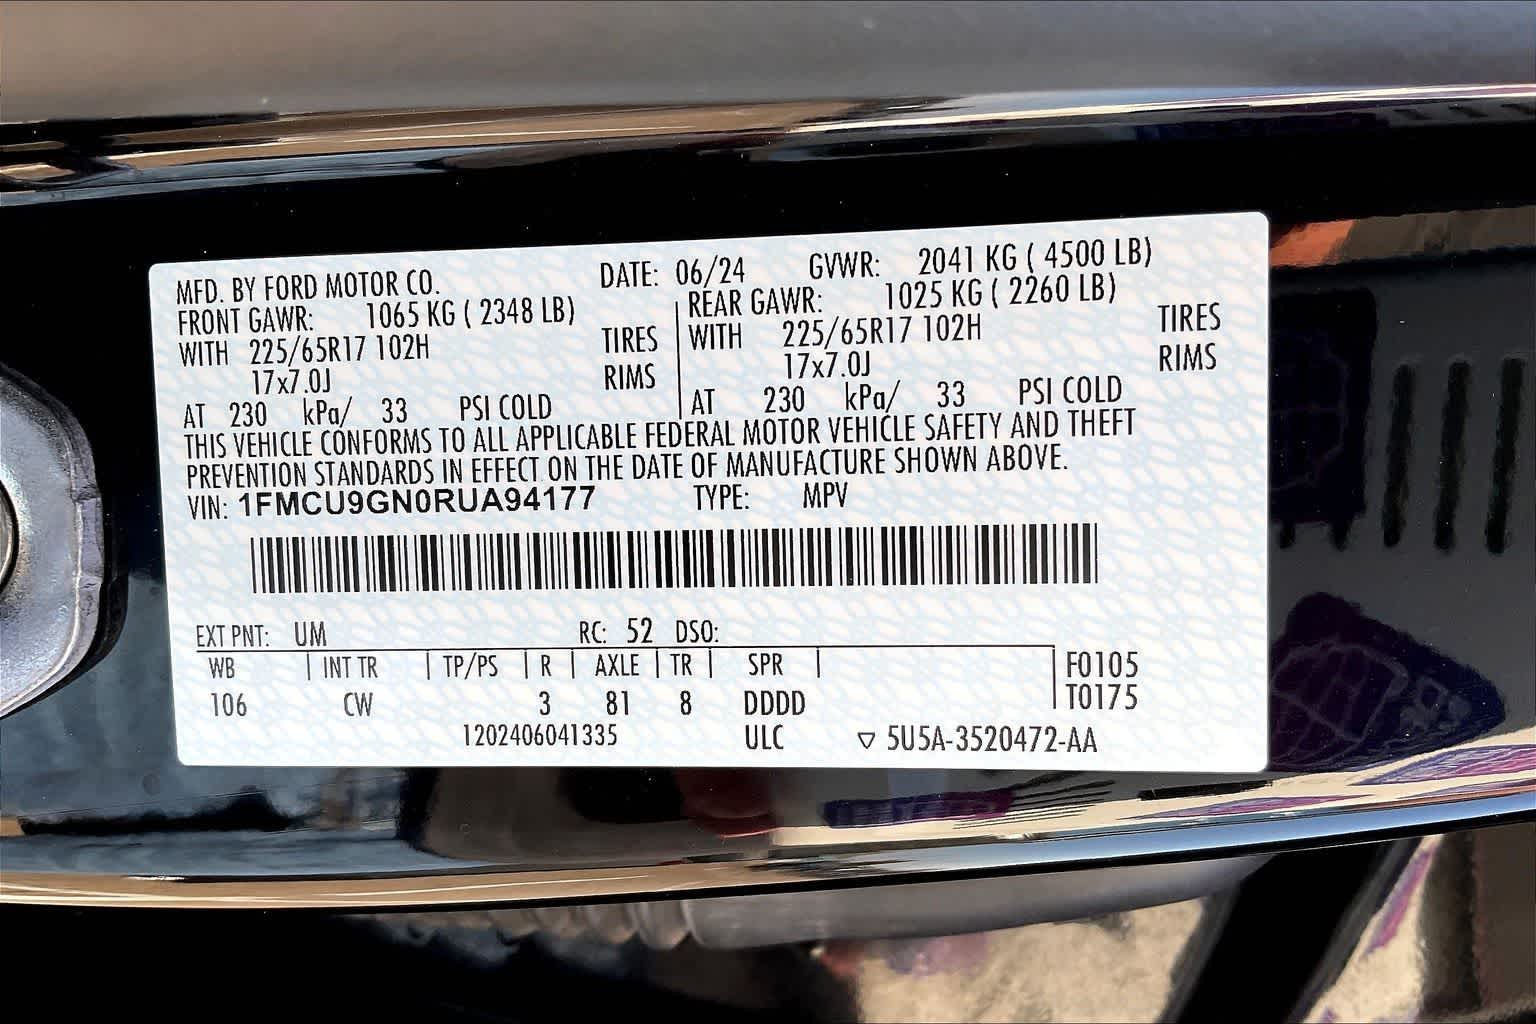 MFD. BY FORD MOTOR CO. DATE: 06/24 GVWR: 2041 KG ( 4500 LB)
FRONT GAWR: 1065 KG ( 2348 LB) REAR GAWR: 1025 KG ( 2260 LB)
WITH 225/65R17 102H TIRES WITH 225/65R17 102H TIRES
17x7.0J RIMS 17x7.0J RIMS
AT 230 kPa/ 33 PSI COLD AT 230 kPa/ 33 PSI COLD
THIS VEHICLE CONFORMS TO ALL APPLICABLE FEDERAL MOTOR VEHICLE SAFETY AND THEFT
PREVENTION STANDARDS IN EFFECT ON THE DATE OF MANUFACTURE SHOWN ABOVE.
VIN: 1FMCU9GN0RUA94177 TYPE: MPV
EXT PNT: UM RC: 52 DSO:
WB INT TR TP/PS R AXLE TR SPR F0105
106 CW 3 81 8 DDDD T0175
1202406041335 ULC ▽ 5U5A-3520472-AA